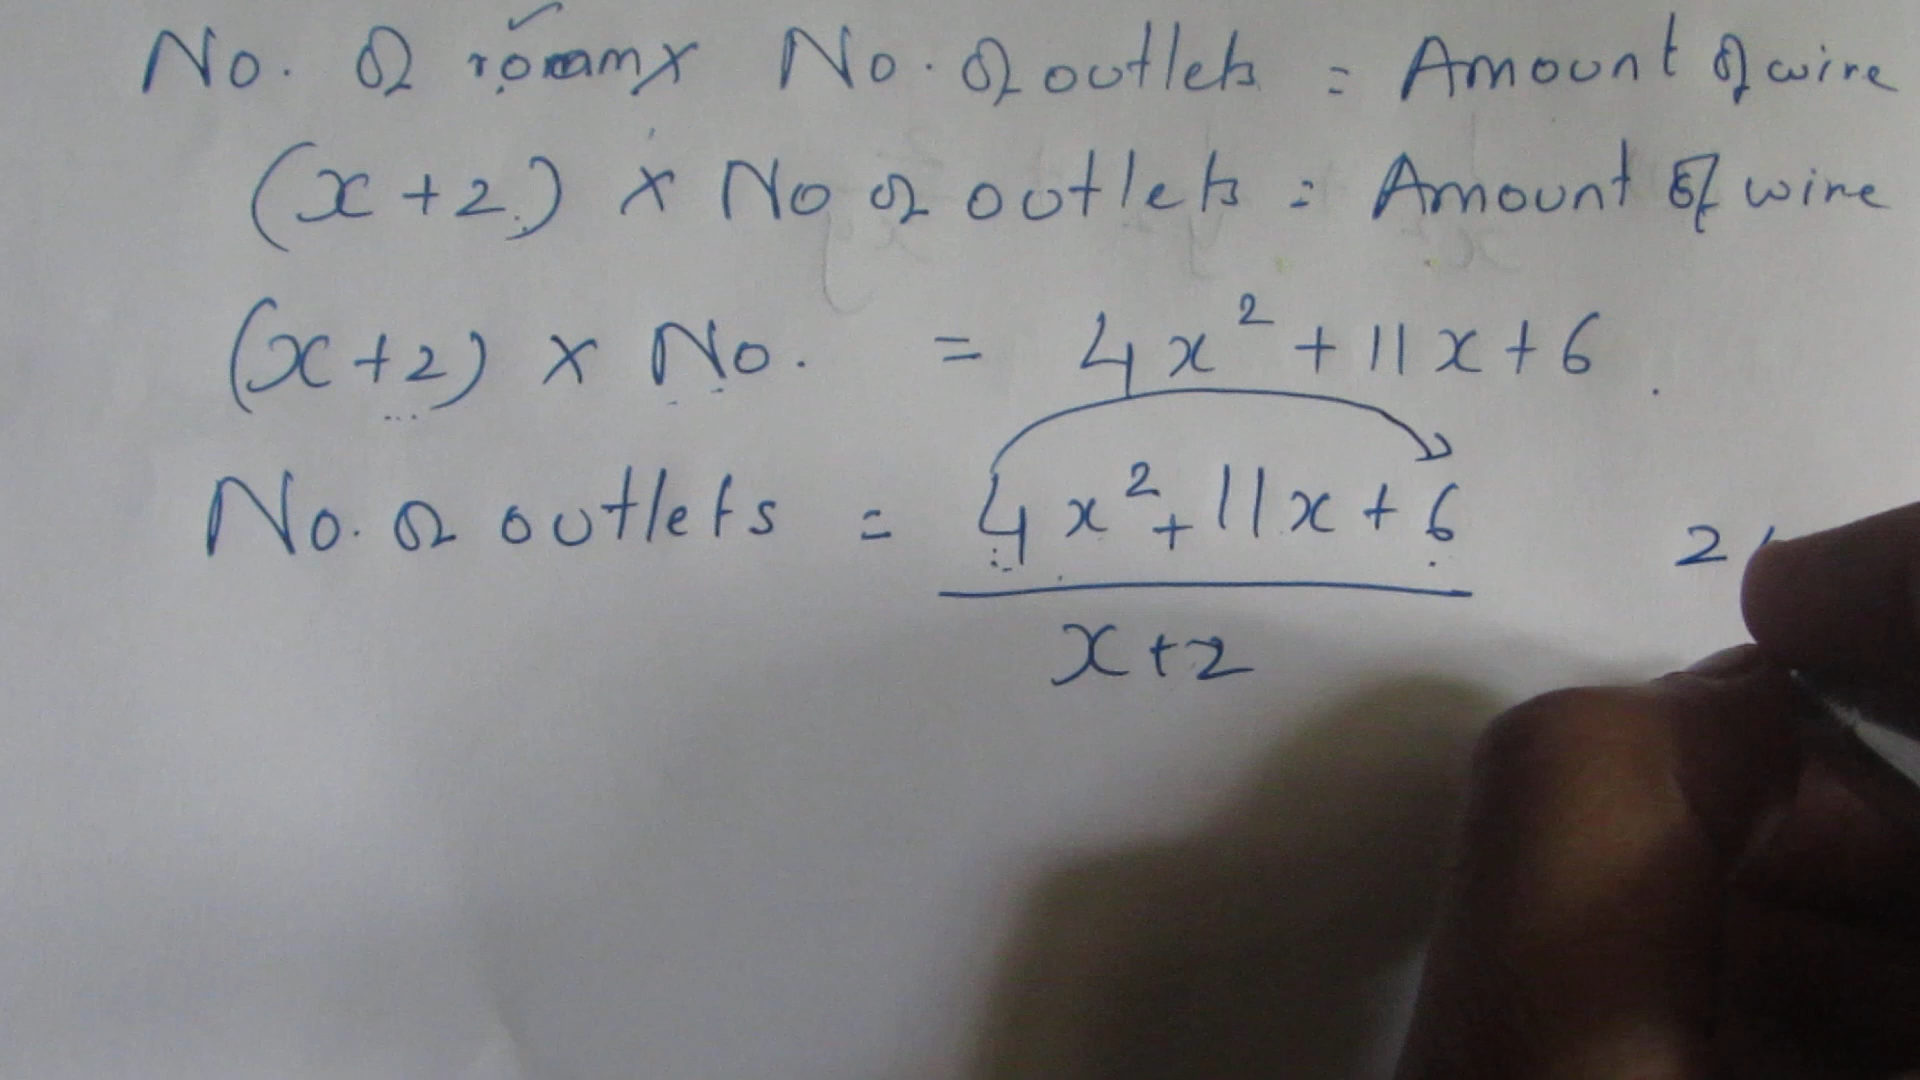 No. of room x No. of outlets = Amount of wire
(x+2) x No of outlets = Amount of wire
(x+2) x No. = 4x² + 11x + 6
No. of outlets = 4x² + 11x + 6 2
x+2